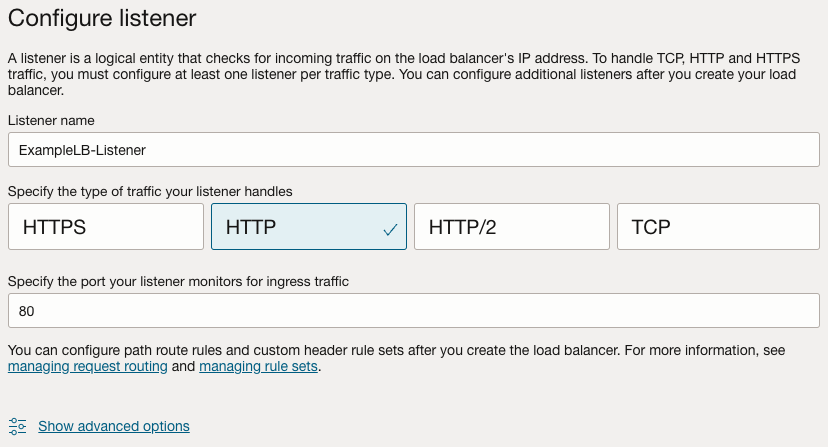 Configure listener
A listener is a logical entity that checks for incoming traffic on the load balancer's IP address. To handle TCP, HTTP and HTTPS
traffic, you must configure at least one listener per traffic type. You can configure additional listeners after you create your load
balancer.
Listener name
ExampleLB-Listener
Specify the type of traffic your listener handles
HTTPS HTTP HTTP/2 TCP
Specify the port your listener monitors for ingress traffic
80
You can configure path route rules and custom header rule sets after you create the load balancer. For more information, see
managing request routing and managing rule sets.
Show advanced options